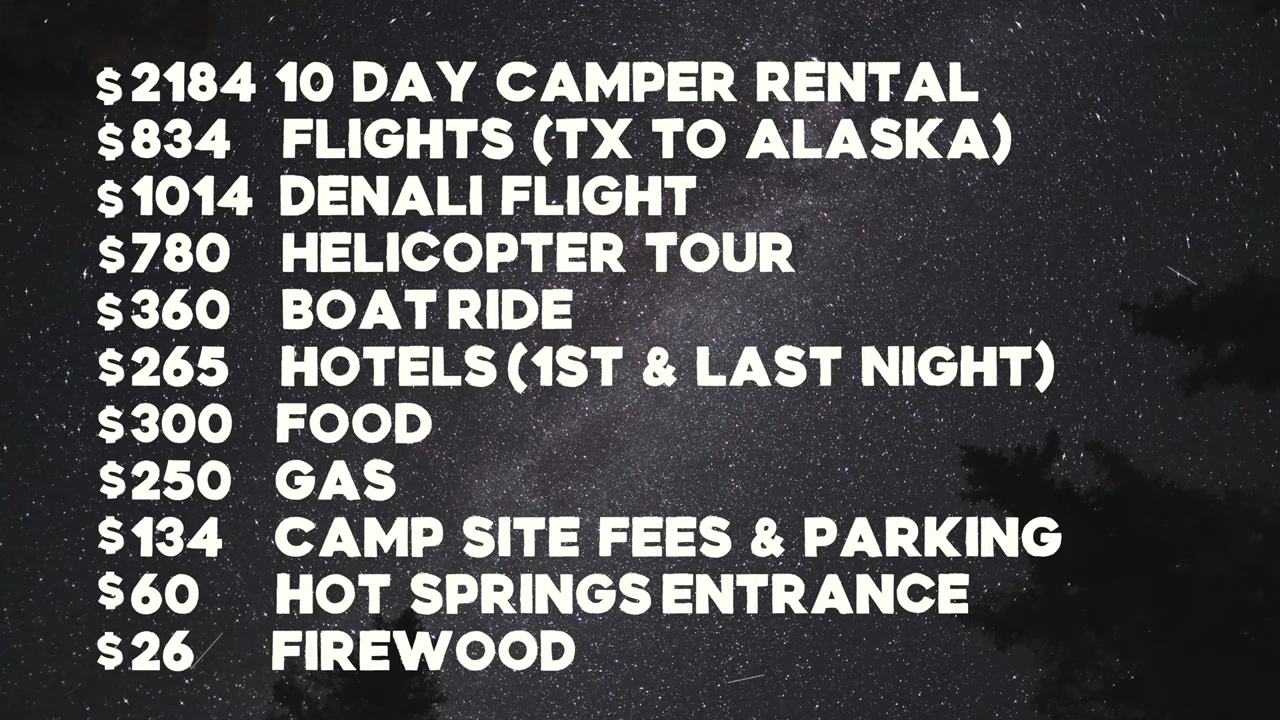 $2184 10 DAY CAMPER RENTAL
$834 FLIGHTS (TX TO ALASKA)
$1014 DENALI FLIGHT
$780 HELICOPTER TOUR
$360 BOAT RIDE
$265 HOTELS (1ST & LAST NIGHT)
$300 FOOD
$250 GAS
$134 CAMP SITE FEES & PARKING
$60 HOT SPRINGS ENTRANCE
$26 FIREWOOD